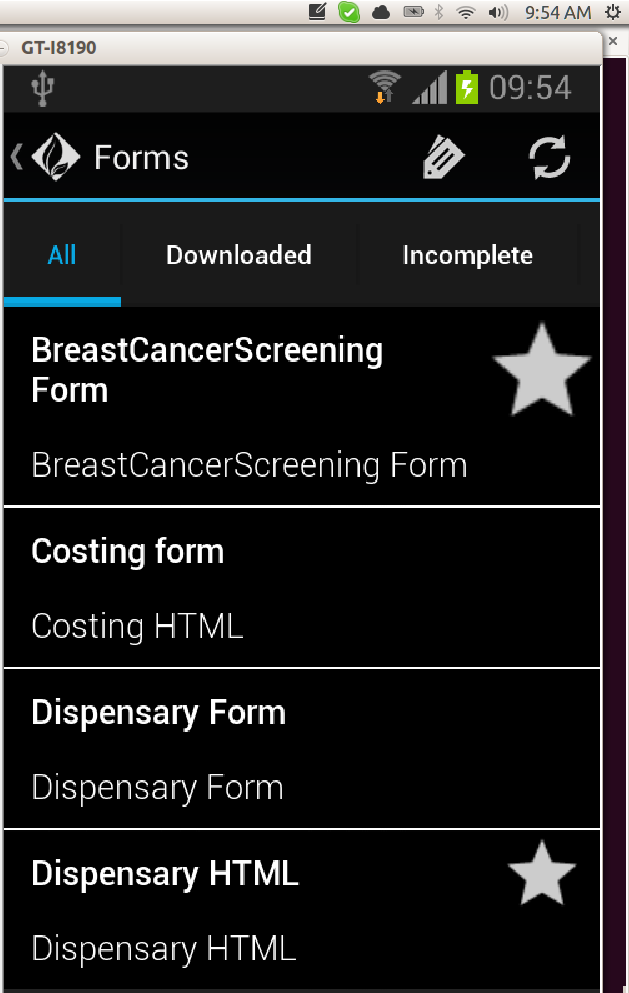 9:54 AM
GT-I8190
09:54
Forms
All Downloaded Incomplete
BreastCancerScreening
Form
BreastCancerScreening Form
Costing form
Costing HTML
Dispensary Form
Dispensary Form
Dispensary HTML
Dispensary HTML